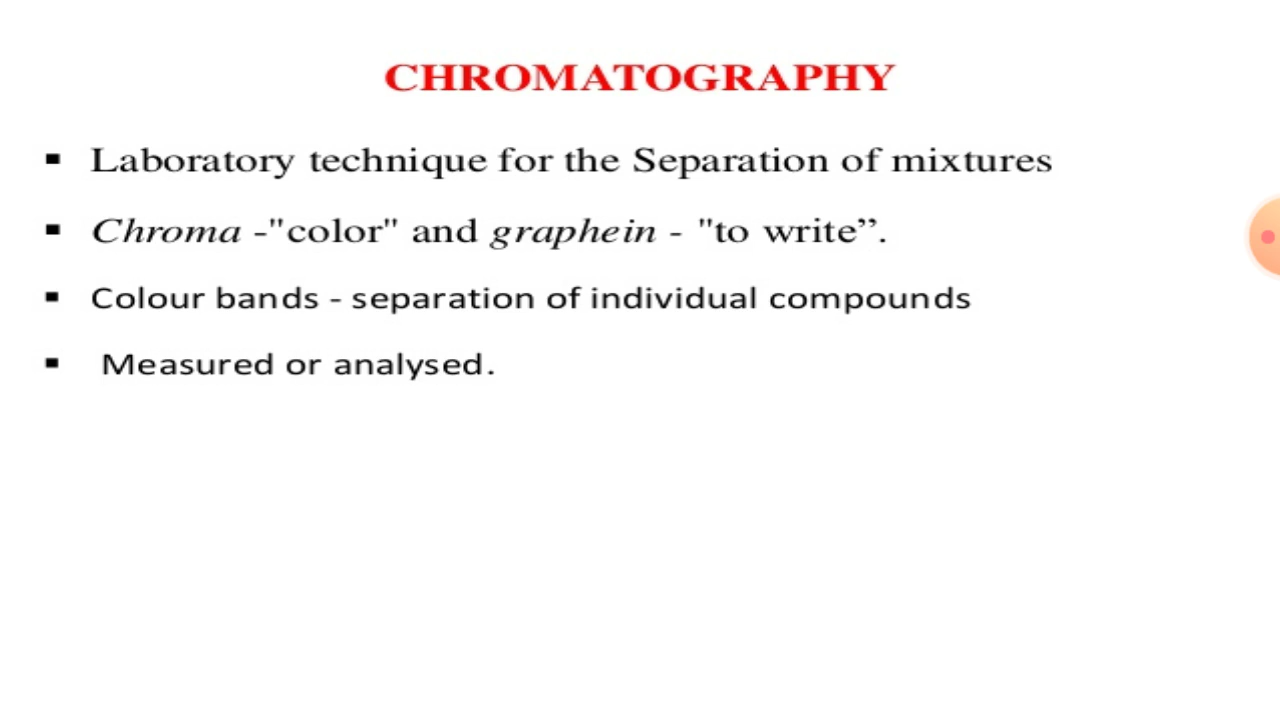 CHROMATOGRAPHY
▪ Laboratory technique for the Separation of mixtures
▪ Chroma -"color" and graphein - "to write”.
▪ Colour bands - separation of individual compounds
▪ Measured or analysed.